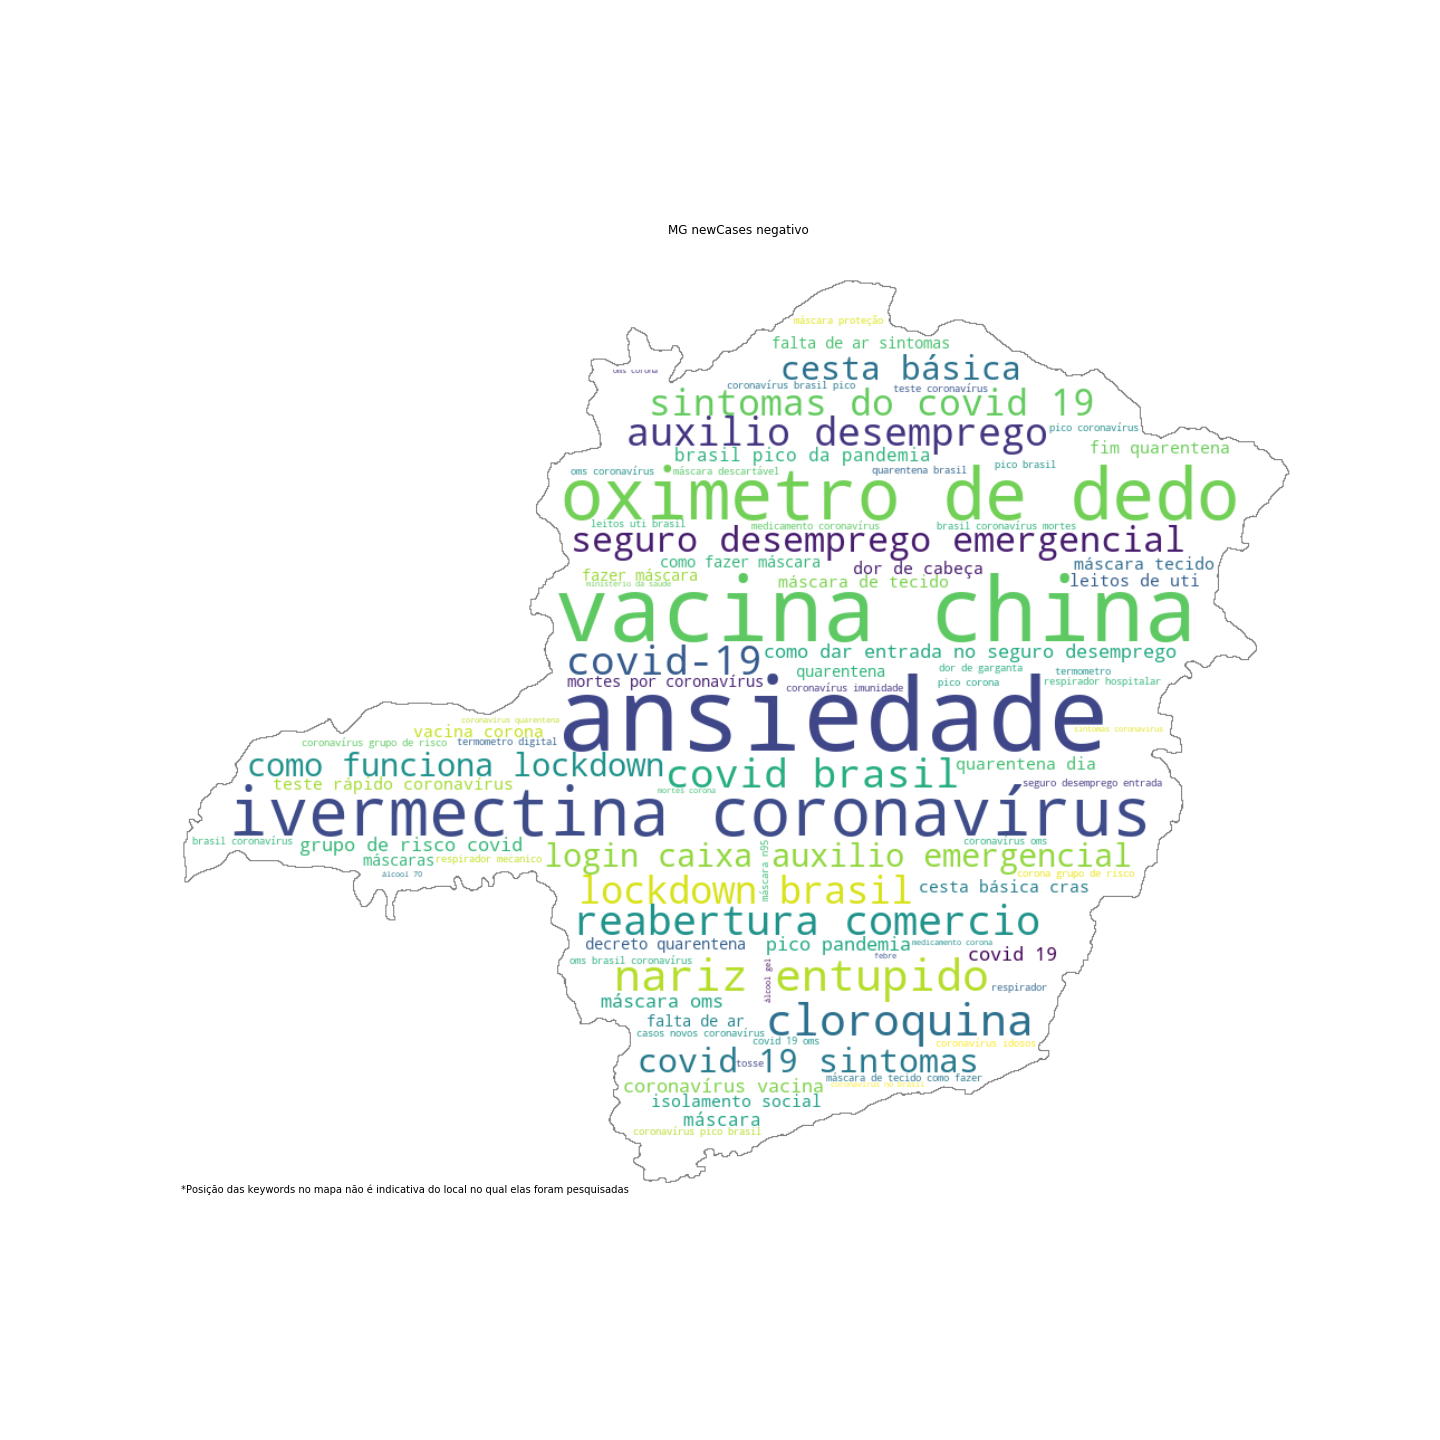 MG newCases negativo
máscara proteção
falta de ar sintomas
cesta básica
oms corona
coronavírus brasil pico
teste coronavírus
sintomas do covid 19
auxilio desemprego
pico coronavírus
fim quarentena
brasil pico da pandemia
oms coronavírus
máscara descartável
quarentena brasil
pico brasil
oximetro de dedo
leitos uti brasil
medicamento coronavírus
brasil coronavírus mortes
seguro desemprego emergencial
como fazer máscara
dor de cabeça
máscara tecido
fazer máscara
máscara de tecido
leitos de uti
ministério da saúde
vacina china
covid-19
como dar entrada no seguro desemprego
quarentena
dor de garganta
termometro
mortes por coronavírus
coronavírus imunidade
pico corona
respirador hospitalar
ansiedade
coronavírus quarentena
vacina corona
sintomas coronavírus
coronavírus grupo de risco
termometro digital
como funciona lockdown
covid brasil
quarentena dia
teste rápido coronavírus
mortes corona
seguro desemprego entrada
ivermectina coronavírus
brasil coronavírus
grupo de risco covid
coronavírus oms
máscaras
respirador mecanico
login caixa
máscara n95
auxilio emergencial
álcool 70
corona grupo de risco
lockdown brasil
cesta básica cras
reabertura comercio
decreto quarentena
pico pandemia
medicamento corona
covid 19
oms brasil coronavírus
álcool gel
febre
nariz entupido
respirador
máscara oms
falta de ar
cloroquina
casos novos coronavírus
covid 19 oms
coronavírus idosos
covid 19 sintomas
tosse
máscara de tecido como fazer
coronavírus vacina
coronavírus no brasil
isolamento social
máscara
coronavírus pico brasil
*Posição das keywords no mapa não é indicativa do local no qual elas foram pesquisadas